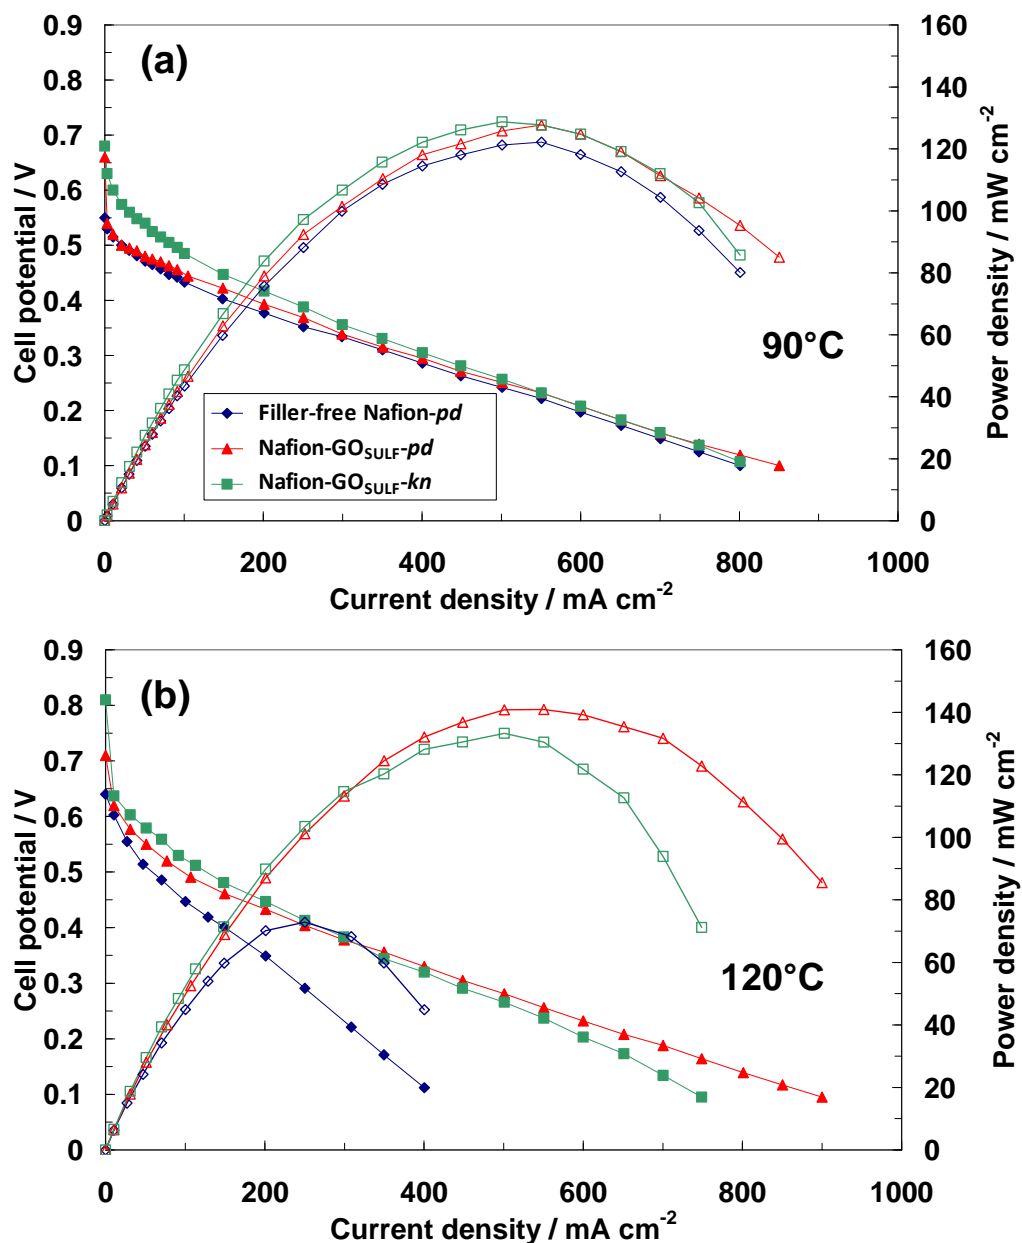 (a)
0.9
0.8
0.7
0.6
0.5
0.4
0.3
0.2
0.1
0
Cell potential / V
160
140
120
100
80
60
40
20
0
Power density / mW cm⁻²
90°C
Filler-free Nafion-pd
Nafion-GO_SULF-pd
Nafion-GO_SULF-kn
0 200 400 600 800 1000
Current density / mA cm⁻²
(b)
0.9
0.8
0.7
0.6
0.5
0.4
0.3
0.2
0.1
0
Cell potential / V
160
140
120
100
80
60
40
20
0
Power density / mW cm⁻²
120°C
0 200 400 600 800 1000
Current density / mA cm⁻²